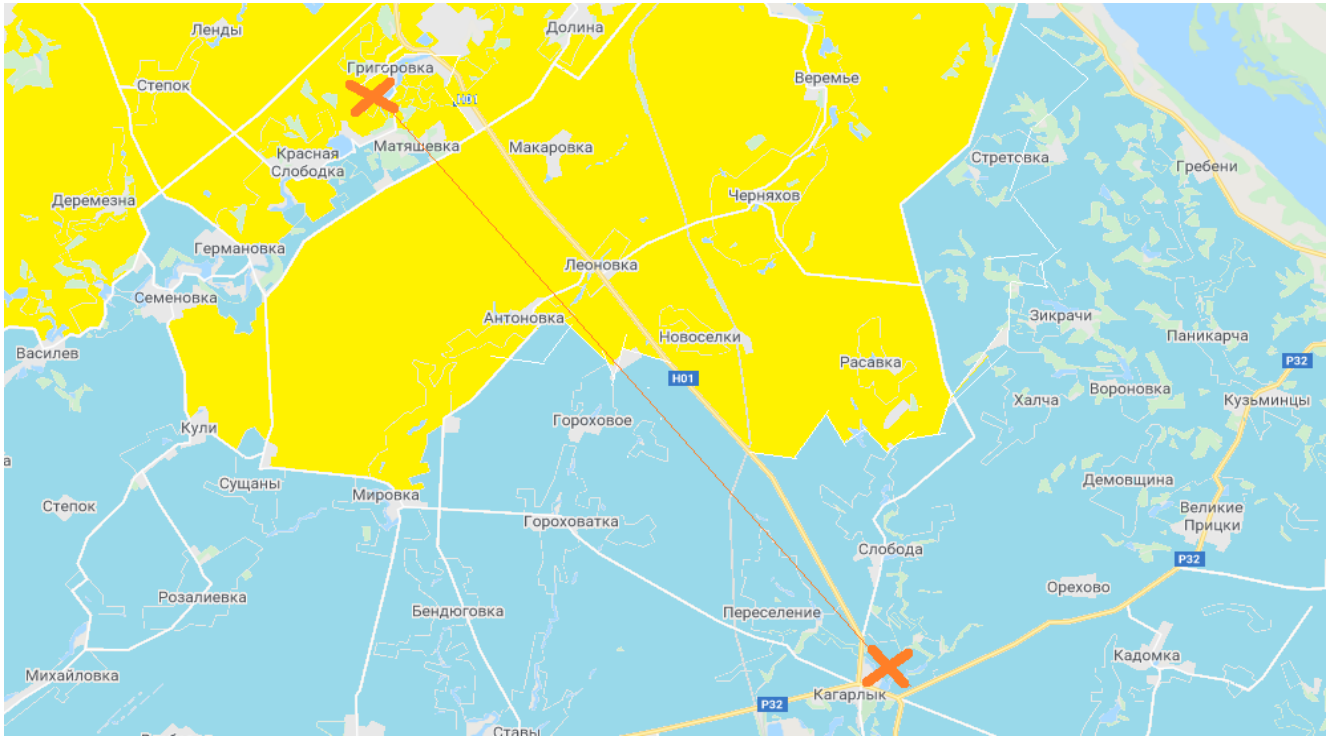 Ленды
Долина
Григоровка
Степок
Веремье
Матяшевка
Макаровка
Красная
Слободка
Стретовка
Гребени
Деремезна
Черняхов
Германовка
Леоновка
Семеновка
Антоновка
Зикрачи
Новоселки
Паникарча
Василев
Расавка
P32
H01
Вороновка
Халча
Кузьминцы
Гороховое
Кули
а
Сущаны
Демовщина
Мировка
Степок
Великие
Прицки
Гороховатка
Слобода
P32
Орехово
Розалиевка
Бендюговка
Переселение
Кадомка
Михайловка
Кагарлык
P32
Ставы